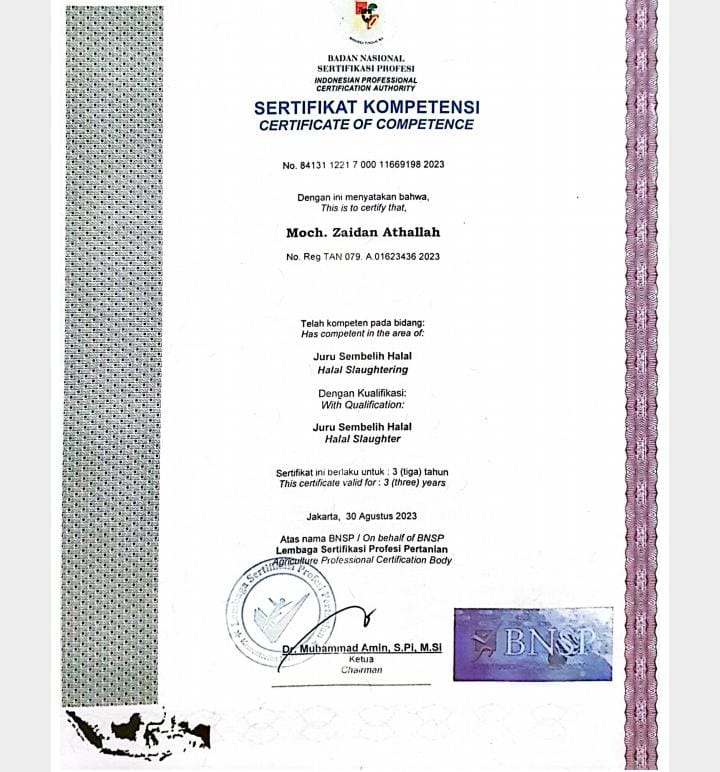 BADAN NASIONAL
SERTIFIKASI PROFESI
INDONESIAN PROFESSIONAL
CERTIFICATION AUTHORITY
SERTIFIKAT KOMPETENSI
CERTIFICATE OF COMPETENCE
No. 84131 1221 7 000 11669198 2023
Dengan ini menyatakan bahwa,
This is to certify that,
Moch. Zaidan Athallah
No. Reg TAN 079. A.01623436 2023
Telah kompeten pada bidang:
Has competent in the area of:
Juru Sembelih Halal
Halal Slaughtering
Dengan Kualifikasi:
With Qualification:
Juru Sembelih Halal
Halal Slaughter
Sertifikat ini berlaku untuk : 3 (tiga) tahun
This certificate valid for : 3 (three) years
Jakarta, 30 Agustus 2023
Atas nama BNSP / On behalf of BNSP
Lembaga Sertifikasi Profesi Pertanian
Agriculture Professional Certification Body
Lembaga Sertifikasi Profesi Pertanian
Dr. Muhammad Amin, S.Pi, M.Si
Ketua
Chairman
BNSP